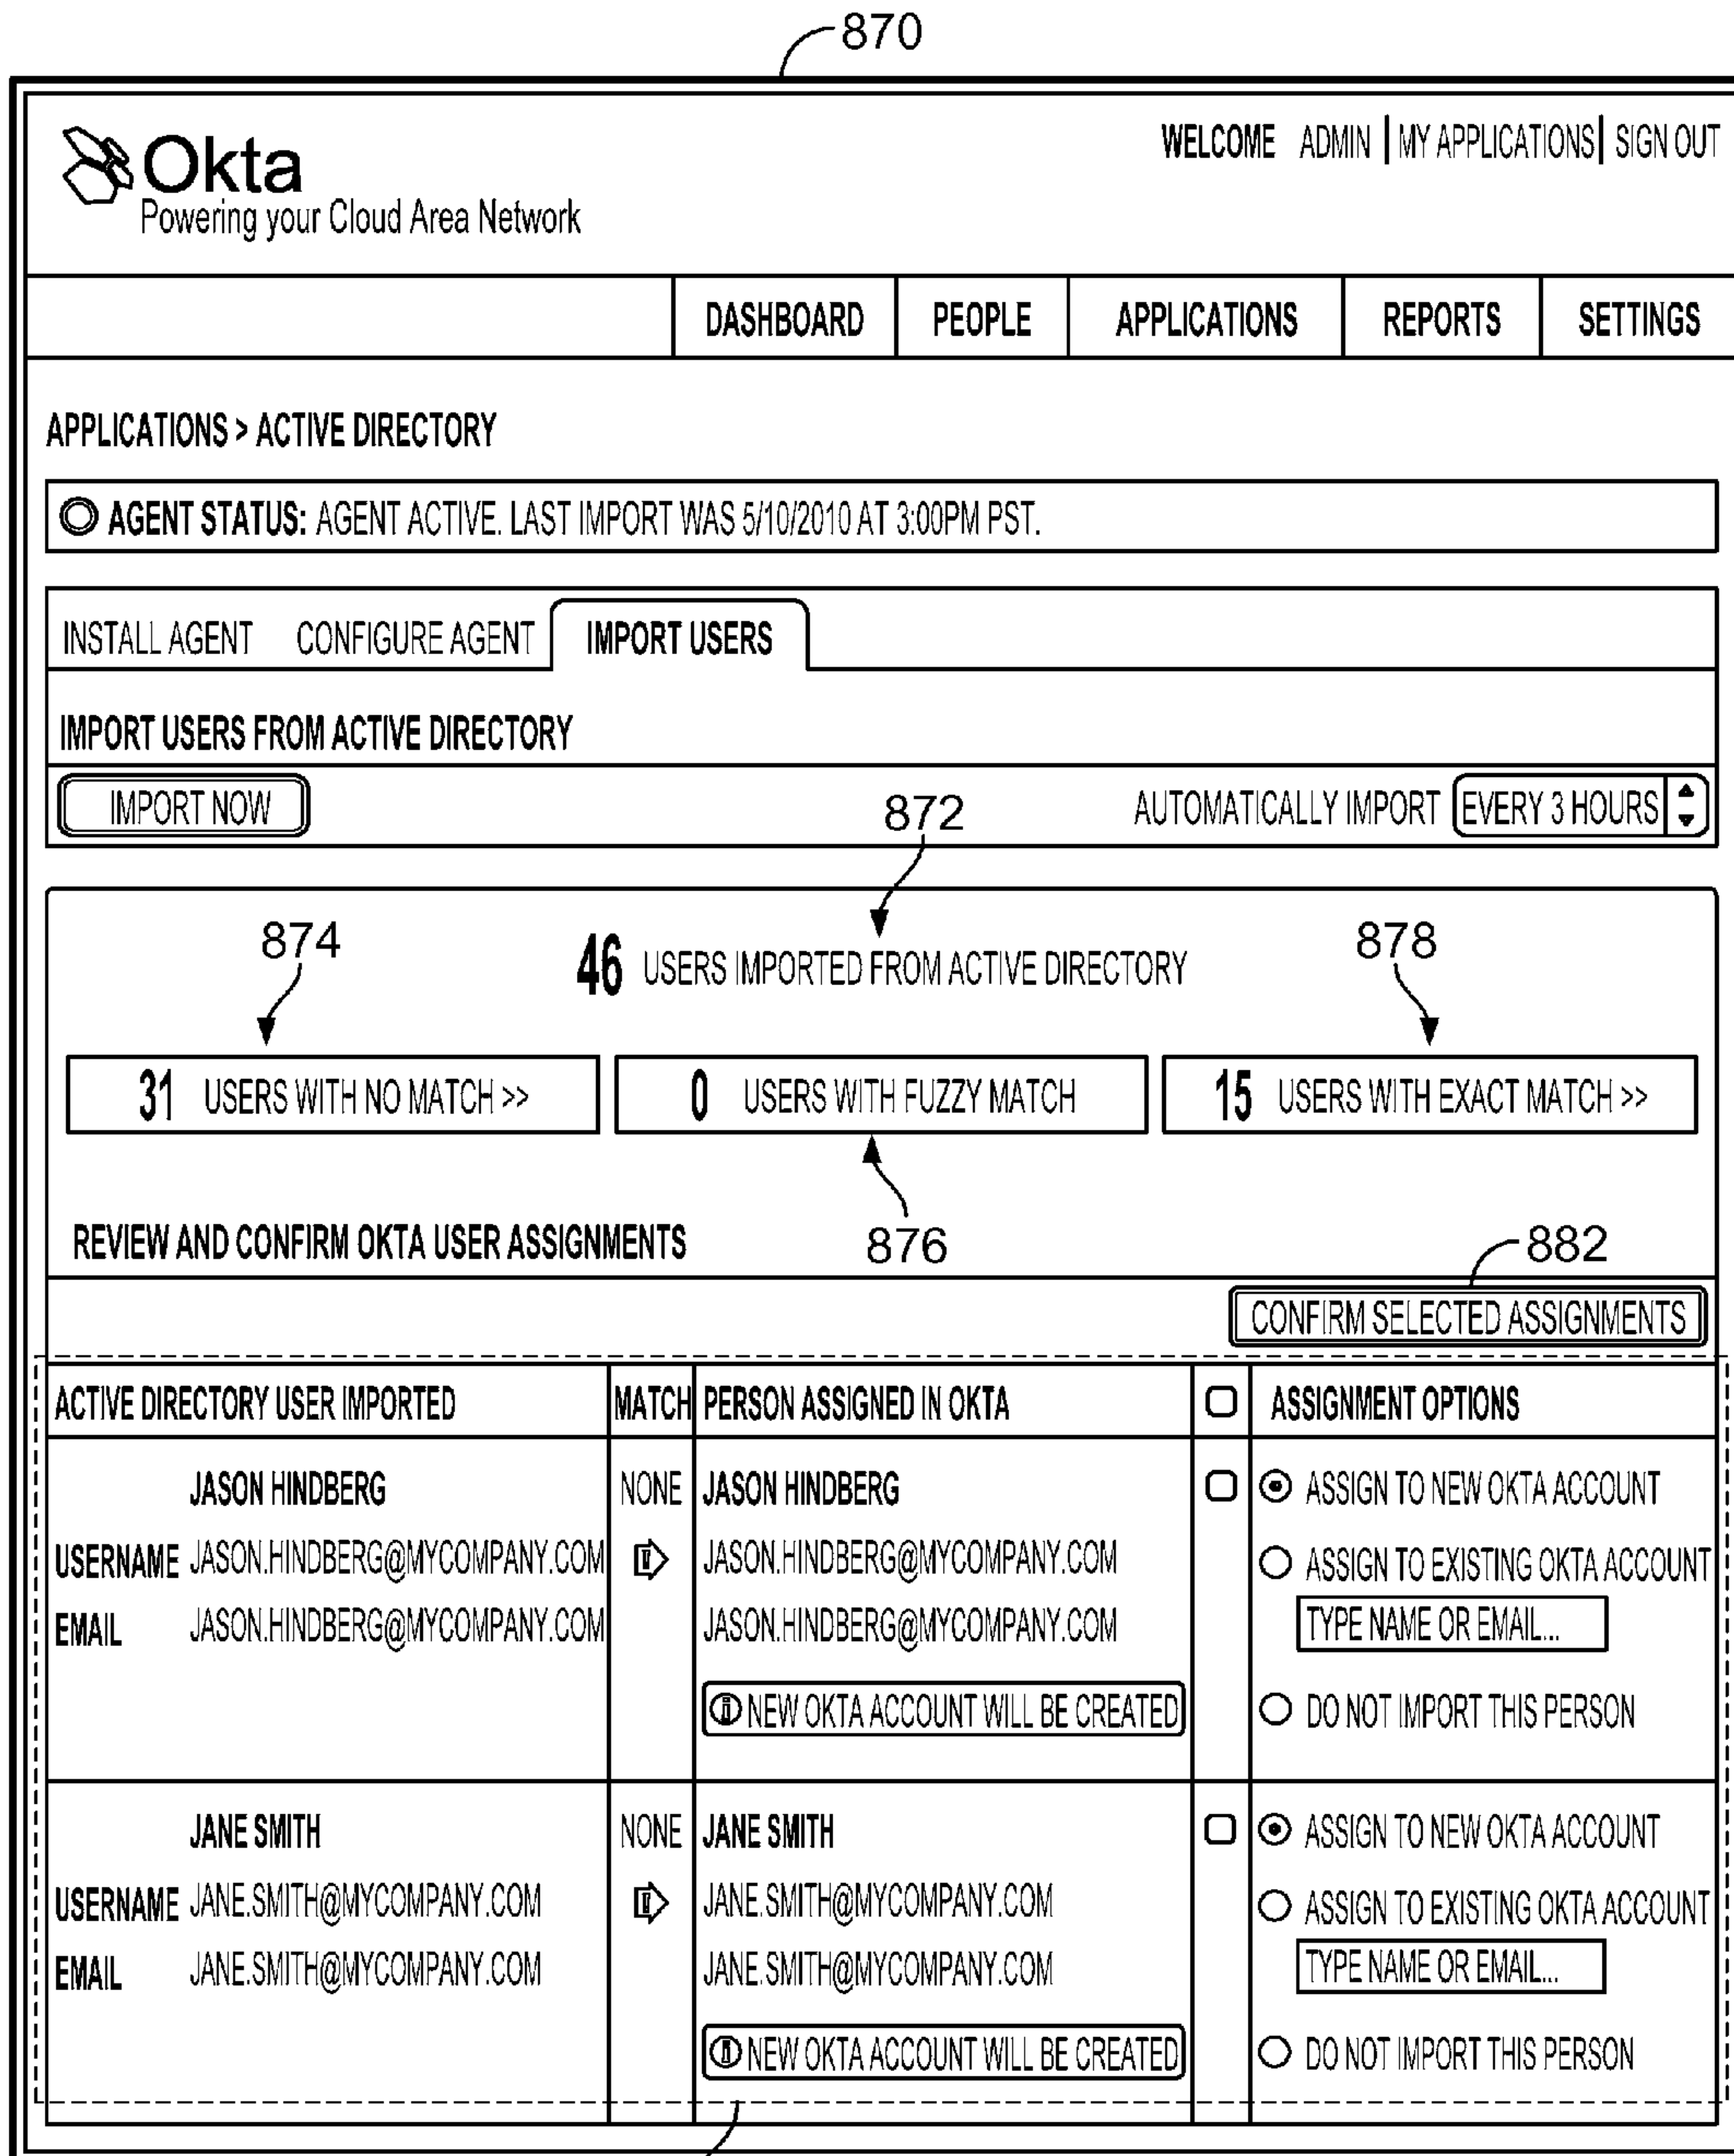 870
Okta
Powering your Cloud Area Network
WELCOME ADMIN | MY APPLICATIONS | SIGN OUT
DASHBOARD PEOPLE APPLICATIONS REPORTS SETTINGS
APPLICATIONS > ACTIVE DIRECTORY
AGENT STATUS: AGENT ACTIVE. LAST IMPORT WAS 5/10/2010 AT 3:00PM PST.
INSTALL AGENT CONFIGURE AGENT IMPORT USERS
IMPORT USERS FROM ACTIVE DIRECTORY
IMPORT NOW AUTOMATICALLY IMPORT EVERY 3 HOURS
872
874 878
46 USERS IMPORTED FROM ACTIVE DIRECTORY
31 USERS WITH NO MATCH >> 0 USERS WITH FUZZY MATCH 15 USERS WITH EXACT MATCH >>
REVIEW AND CONFIRM OKTA USER ASSIGNMENTS 876 882
CONFIRM SELECTED ASSIGNMENTS
ACTIVE DIRECTORY USER IMPORTED MATCH PERSON ASSIGNED IN OKTA ASSIGNMENT OPTIONS
JASON HINDBERG NONE JASON HINDBERG ASSIGN TO NEW OKTA ACCOUNT
USERNAME JASON.HINDBERG@MYCOMPANY.COM JASON.HINDBERG@MYCOMPANY.COM ASSIGN TO EXISTING OKTA ACCOUNT
EMAIL JASON.HINDBERG@MYCOMPANY.COM JASON.HINDBERG@MYCOMPANY.COM TYPE NAME OR EMAIL...
NEW OKTA ACCOUNT WILL BE CREATED DO NOT IMPORT THIS PERSON
JANE SMITH NONE JANE SMITH ASSIGN TO NEW OKTA ACCOUNT
USERNAME JANE.SMITH@MYCOMPANY.COM JANE.SMITH@MYCOMPANY.COM ASSIGN TO EXISTING OKTA ACCOUNT
EMAIL JANE.SMITH@MYCOMPANY.COM JANE.SMITH@MYCOMPANY.COM TYPE NAME OR EMAIL...
NEW OKTA ACCOUNT WILL BE CREATED DO NOT IMPORT THIS PERSON